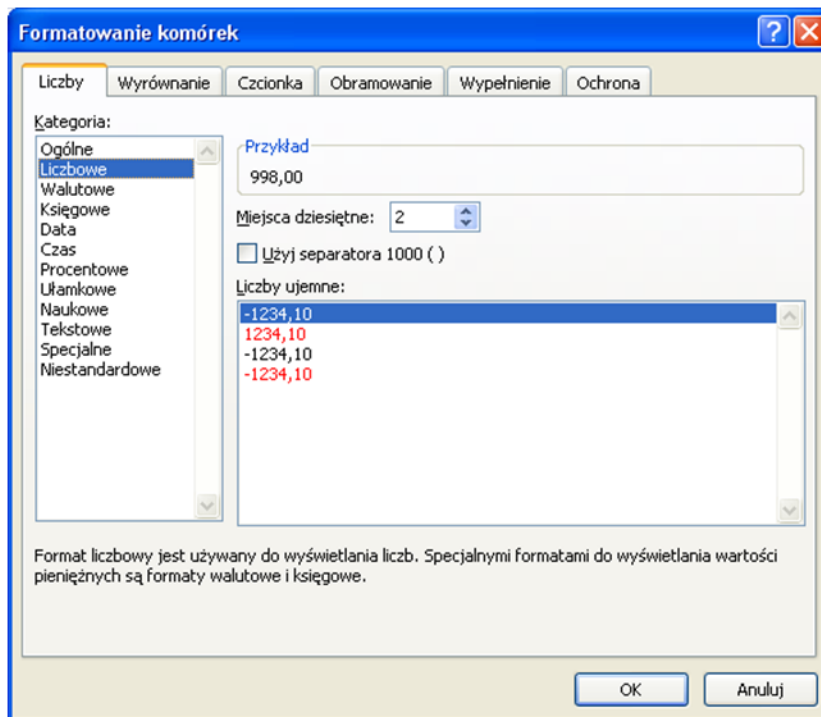 Formatowanie komórek
Liczby Wyrównanie Czcionka Obramowanie Wypełnienie Ochrona
Kategoria:
Ogólne
Liczbowe
Walutowe
Księgowe
Data
Czas
Procentowe
Ułamkowe
Naukowe
Tekstowe
Specjalne
Niestandardowe
Przykład
998,00
Miejsca dziesiętne: 2
Użyj separatora 1000 ( )
Liczby ujemne:
-1234,10
1234,10
-1234,10
-1234,10
Format liczbowy jest używany do wyświetlania liczb. Specjalnymi formatami do wyświetlania wartości
pieniężnych są formaty walutowe i księgowe.
OK Anuluj